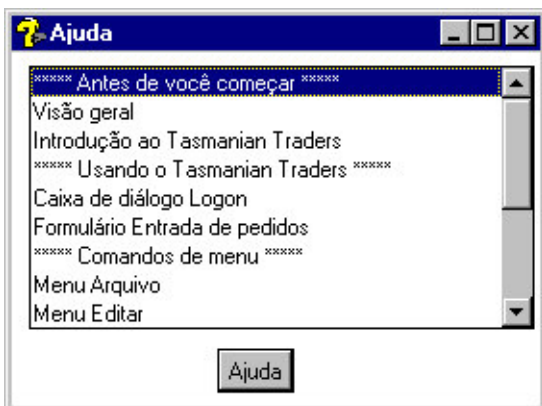 Ajuda
***** Antes de você começar *****
Visão geral
Introdução ao Tasmanian Traders
***** Usando o Tasmanian Traders *****
Caixa de diálogo Logon
Formulário Entrada de pedidos
***** Comandos de menu *****
Menu Arquivo
Menu Editar
Ajuda